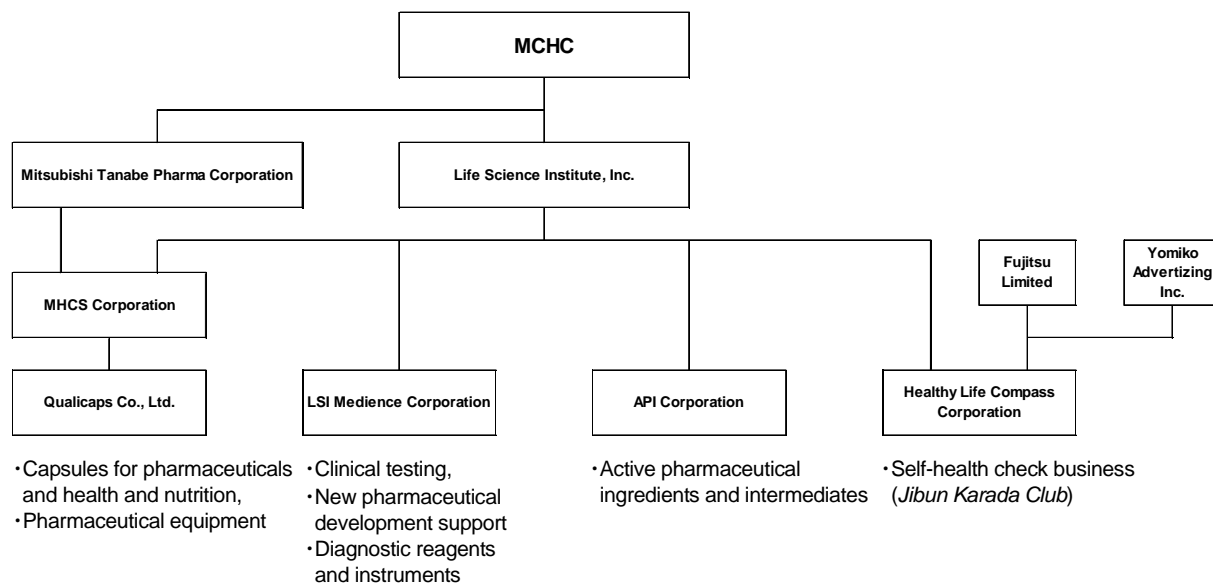 MCHC
Mitsubishi Tanabe Pharma Corporation
Life Science Institute, Inc.
Fujitsu
Limited
Yomiko
Advertizing
Inc.
MHCS Corporation
Qualicaps Co., Ltd.
LSI Medience Corporation
API Corporation
Healthy Life Compass
Corporation
・Capsules for pharmaceuticals
and health and nutrition,
・Pharmaceutical equipment
・Clinical testing,
・New pharmaceutical
development support
・Diagnostic reagents
and instruments
・Active pharmaceutical
ingredients and intermediates
・Self-health check business
(Jibun Karada Club)